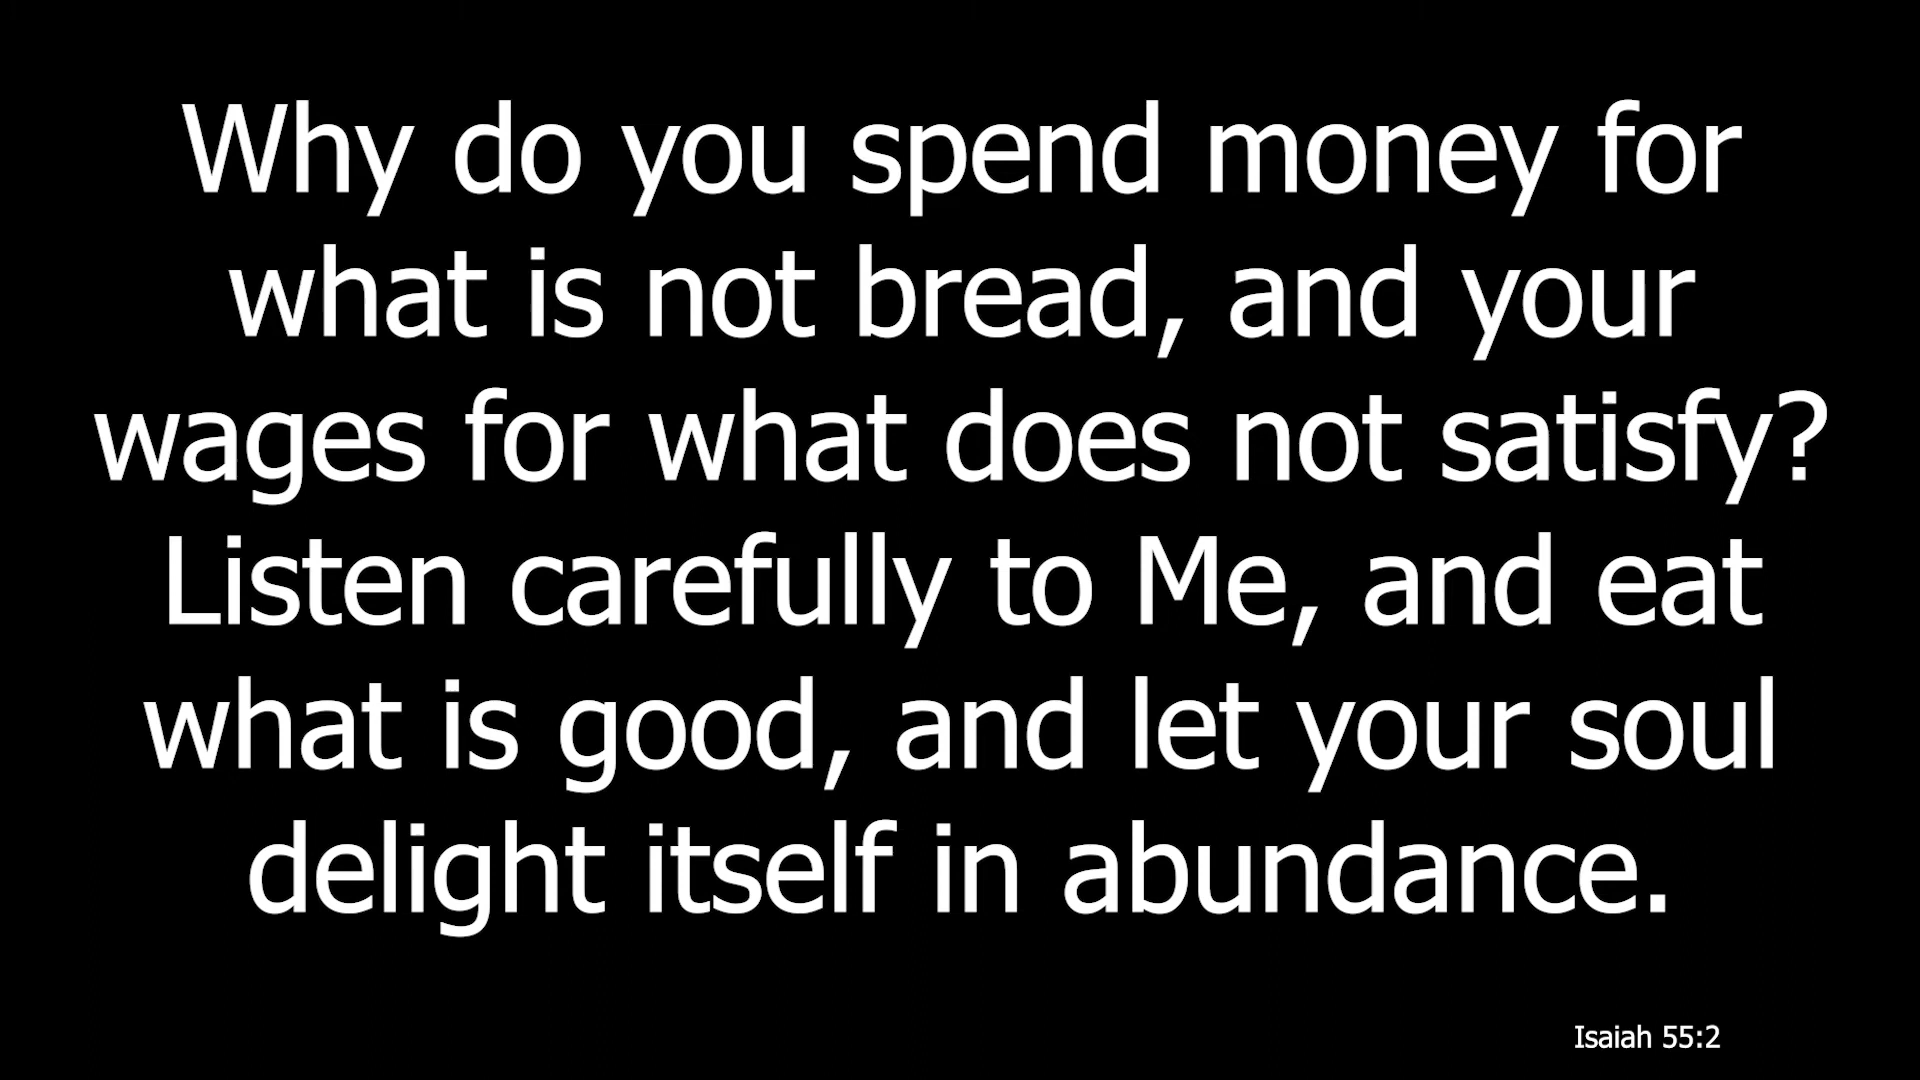 Why do you spend money for
what is not bread, and your
wages for what does not satisfy?
Listen carefully to Me, and eat
what is good, and let your soul
delight itself in abundance.
Isaiah 55:2